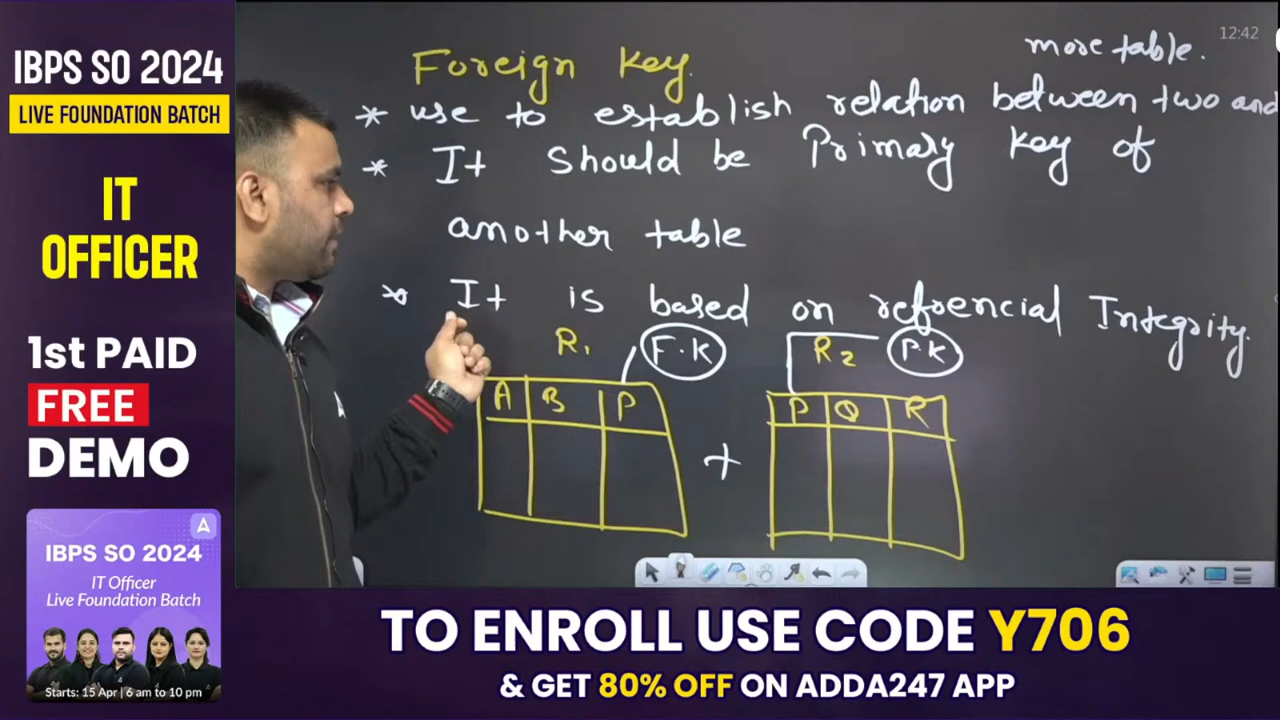 IBPS SO 2024
LIVE FOUNDATION BATCH
IT
OFFICER
1st PAID
FREE
DEMO
A
IBPS SO 2024
IT Officer
Live Foundation Batch
Starts: 15 Apr | 6 am to 10 pm
12:42
more table.
Foreign Key.
* use to establish relation between two and
* It should be Primary Key of
another table
* It is based on refrencial Integrity.
R1 F.K R2 P.K
A B P + P Q R
TO ENROLL USE CODE Y706
& GET 80% OFF ON ADDA247 APP